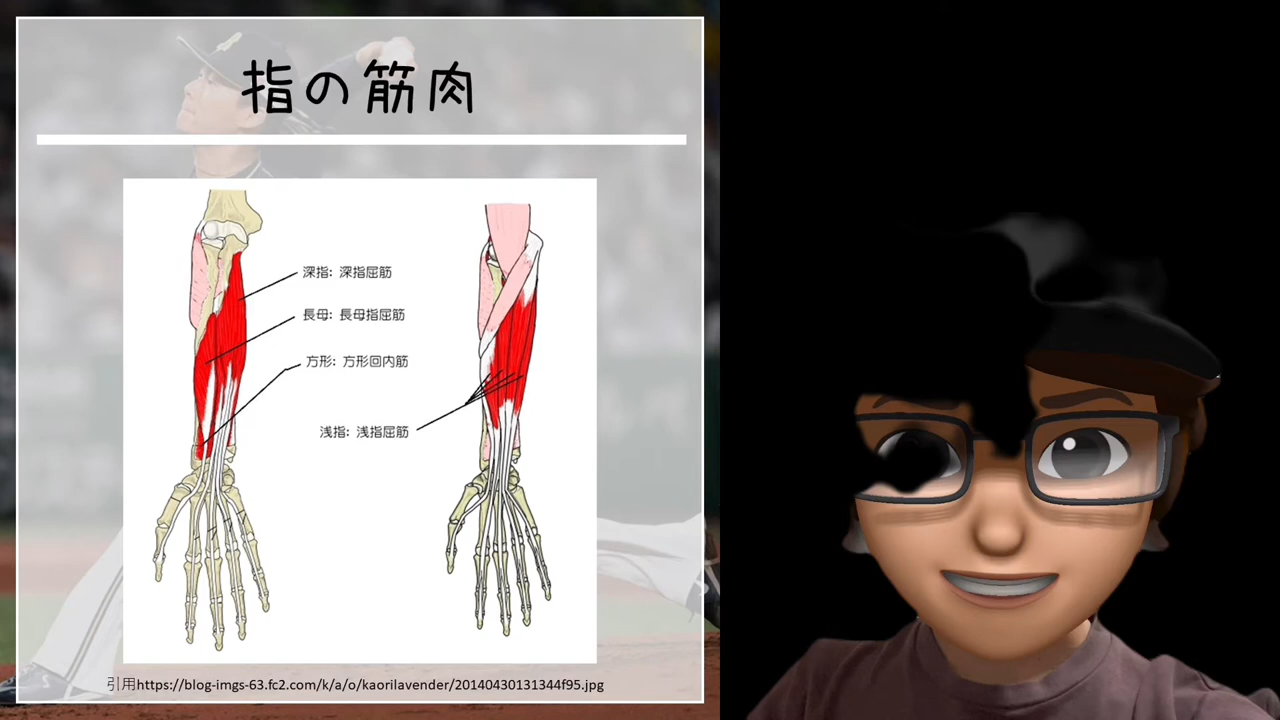 指の筋肉
深指: 深指屈筋
長母: 長母指屈筋
方形: 方形回内筋
浅指: 浅指屈筋
引用https://blog-imgs-63.fc2.com/k/a/o/kaorilavender/20140430131344f95.jpg